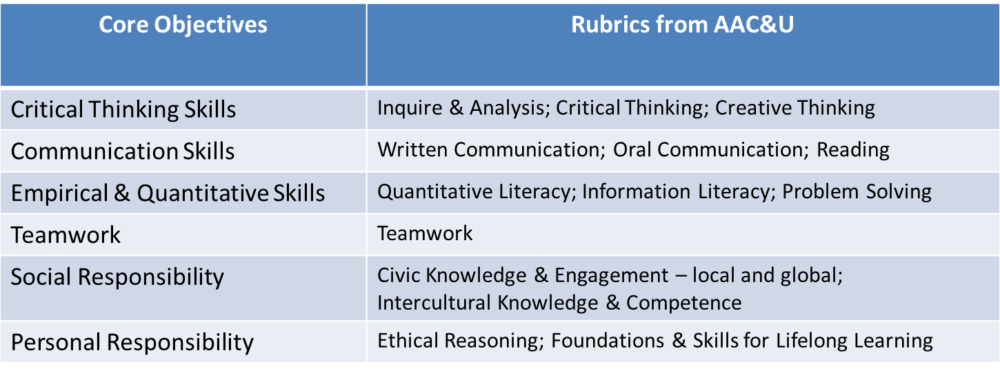 Core Objectives
Rubrics from AAC&U
Critical Thinking Skills
Inquire & Analysis; Critical Thinking; Creative Thinking
Communication Skills
Written Communication; Oral Communication; Reading
Empirical & Quantitative Skills
Quantitative Literacy; Information Literacy; Problem Solving
Teamwork
Teamwork
Social Responsibility
Civic Knowledge & Engagement – local and global;
Intercultural Knowledge & Competence
Personal Responsibility
Ethical Reasoning; Foundations & Skills for Lifelong Learning